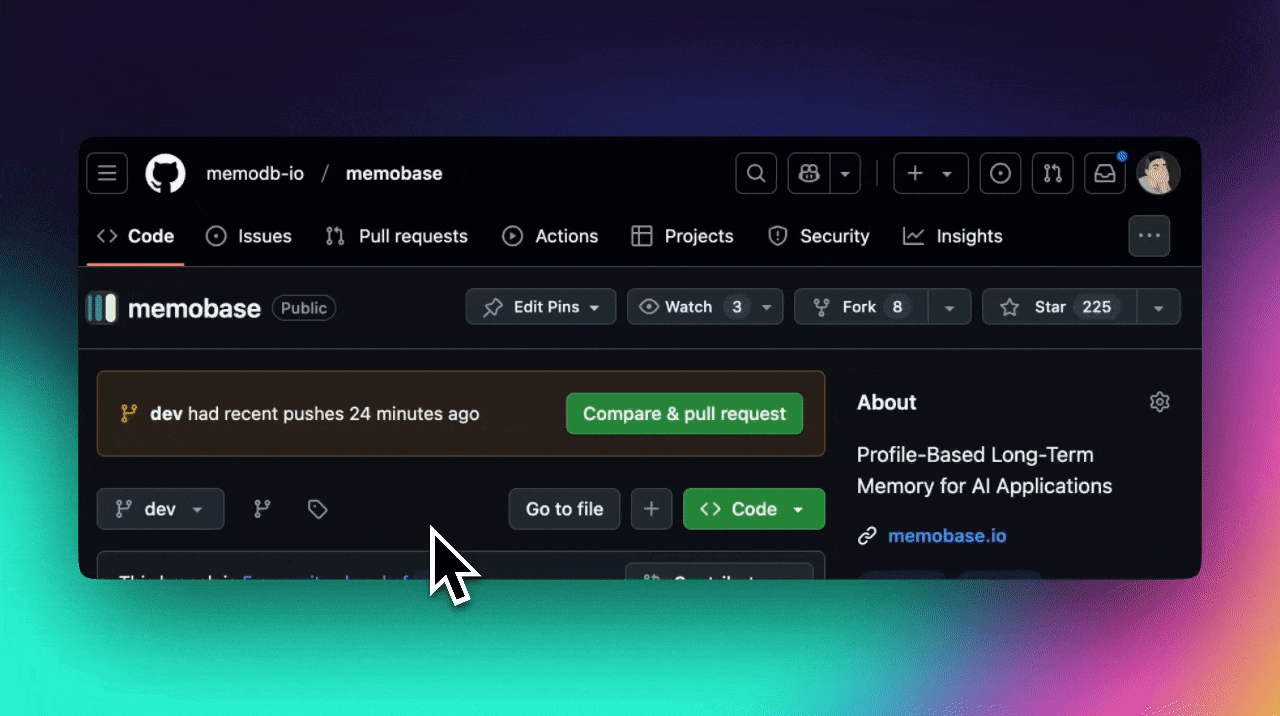 memodb-io / memobase
Code Issues Pull requests Actions Projects Security Insights
memobase Public Edit Pins Watch 3 Fork 8 Star 225
dev had recent pushes 24 minutes ago Compare & pull request
About
Profile-Based Long-Term
Memory for AI Applications
dev Go to file Code
memobase.io